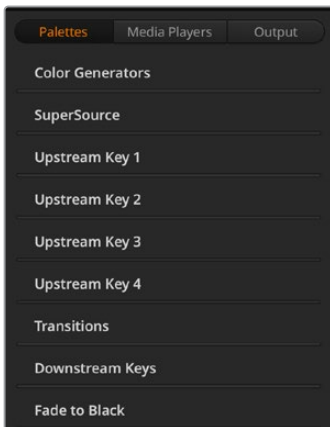 Palettes Media Players Output
Color Generators
SuperSource
Upstream Key 1
Upstream Key 2
Upstream Key 3
Upstream Key 4
Transitions
Downstream Keys
Fade to Black